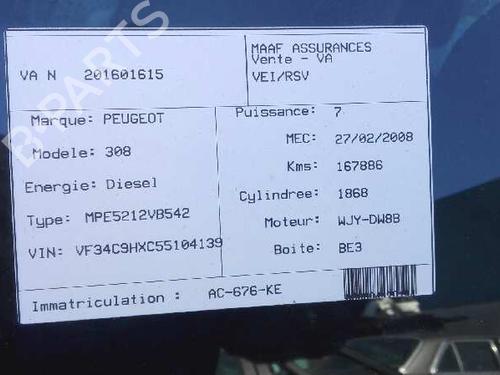 VA N 201601615
MAAF ASSURANCES
Vente - VA
VEI/RSV
Marque: PEUGEOT
Modele: 308
Energie: Diesel
Type: MPE5212VB542
VIN: VF34C9HXC55104139
Puissance: 7
MEC: 27/02/2008
Kms: 167886
Cylindree: 1868
Moteur: WJY-DW8B
Boite: BE3
Immatriculation : AC-676-KE
B-PARTS